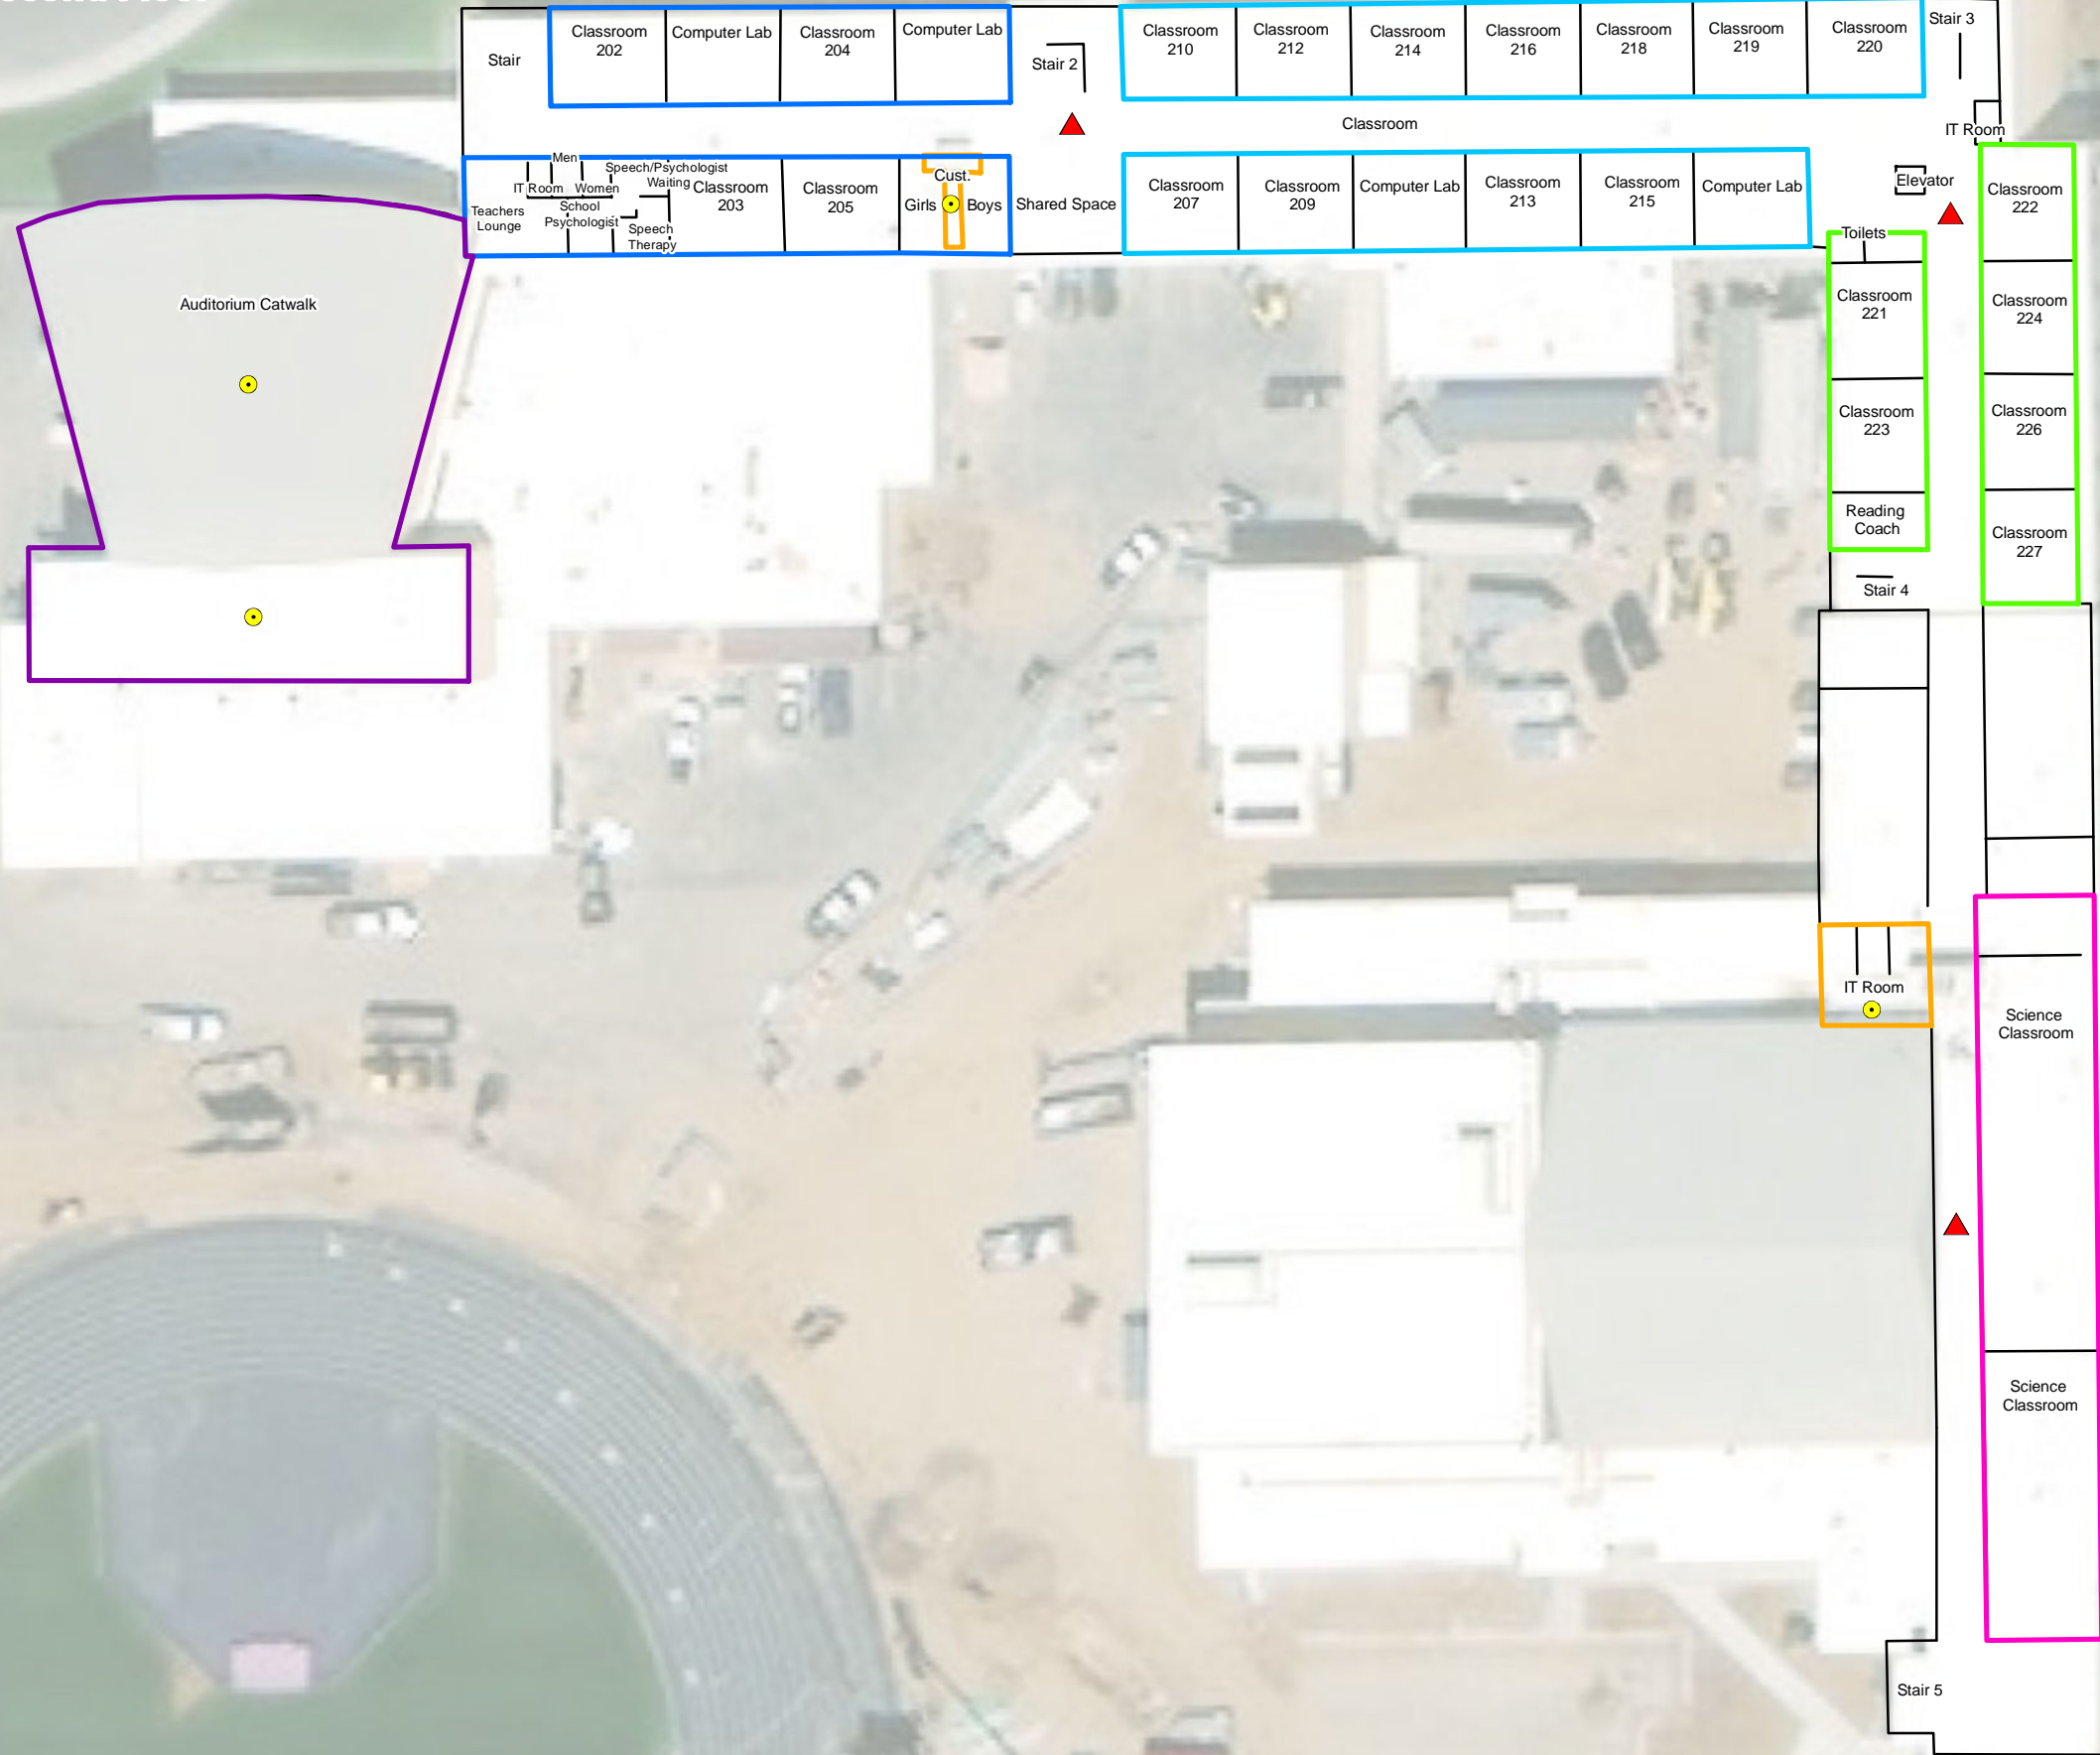 Classroom
202
Computer Lab
Classroom
204
Computer Lab
Stair
Stair 2
Classroom
210
Classroom
212
Classroom
214
Classroom
216
Classroom
218
Classroom
219
Classroom
220
Stair 3
Classroom
IT Room
Men
Speech/Psychologist
Waiting
IT Room
Women
School
Psychologist
Teachers
Lounge
Speech
Therapy
Classroom
203
Classroom
205
Cust.
Girls
Boys
Shared Space
Classroom
207
Classroom
209
Computer Lab
Classroom
213
Classroom
215
Computer Lab
Elevator
Classroom
222
Toilets
Classroom
221
Classroom
224
Auditorium Catwalk
Classroom
223
Classroom
226
Reading
Coach
Classroom
227
Stair 4
IT Room
Science
Classroom
Science
Classroom
Stair 5